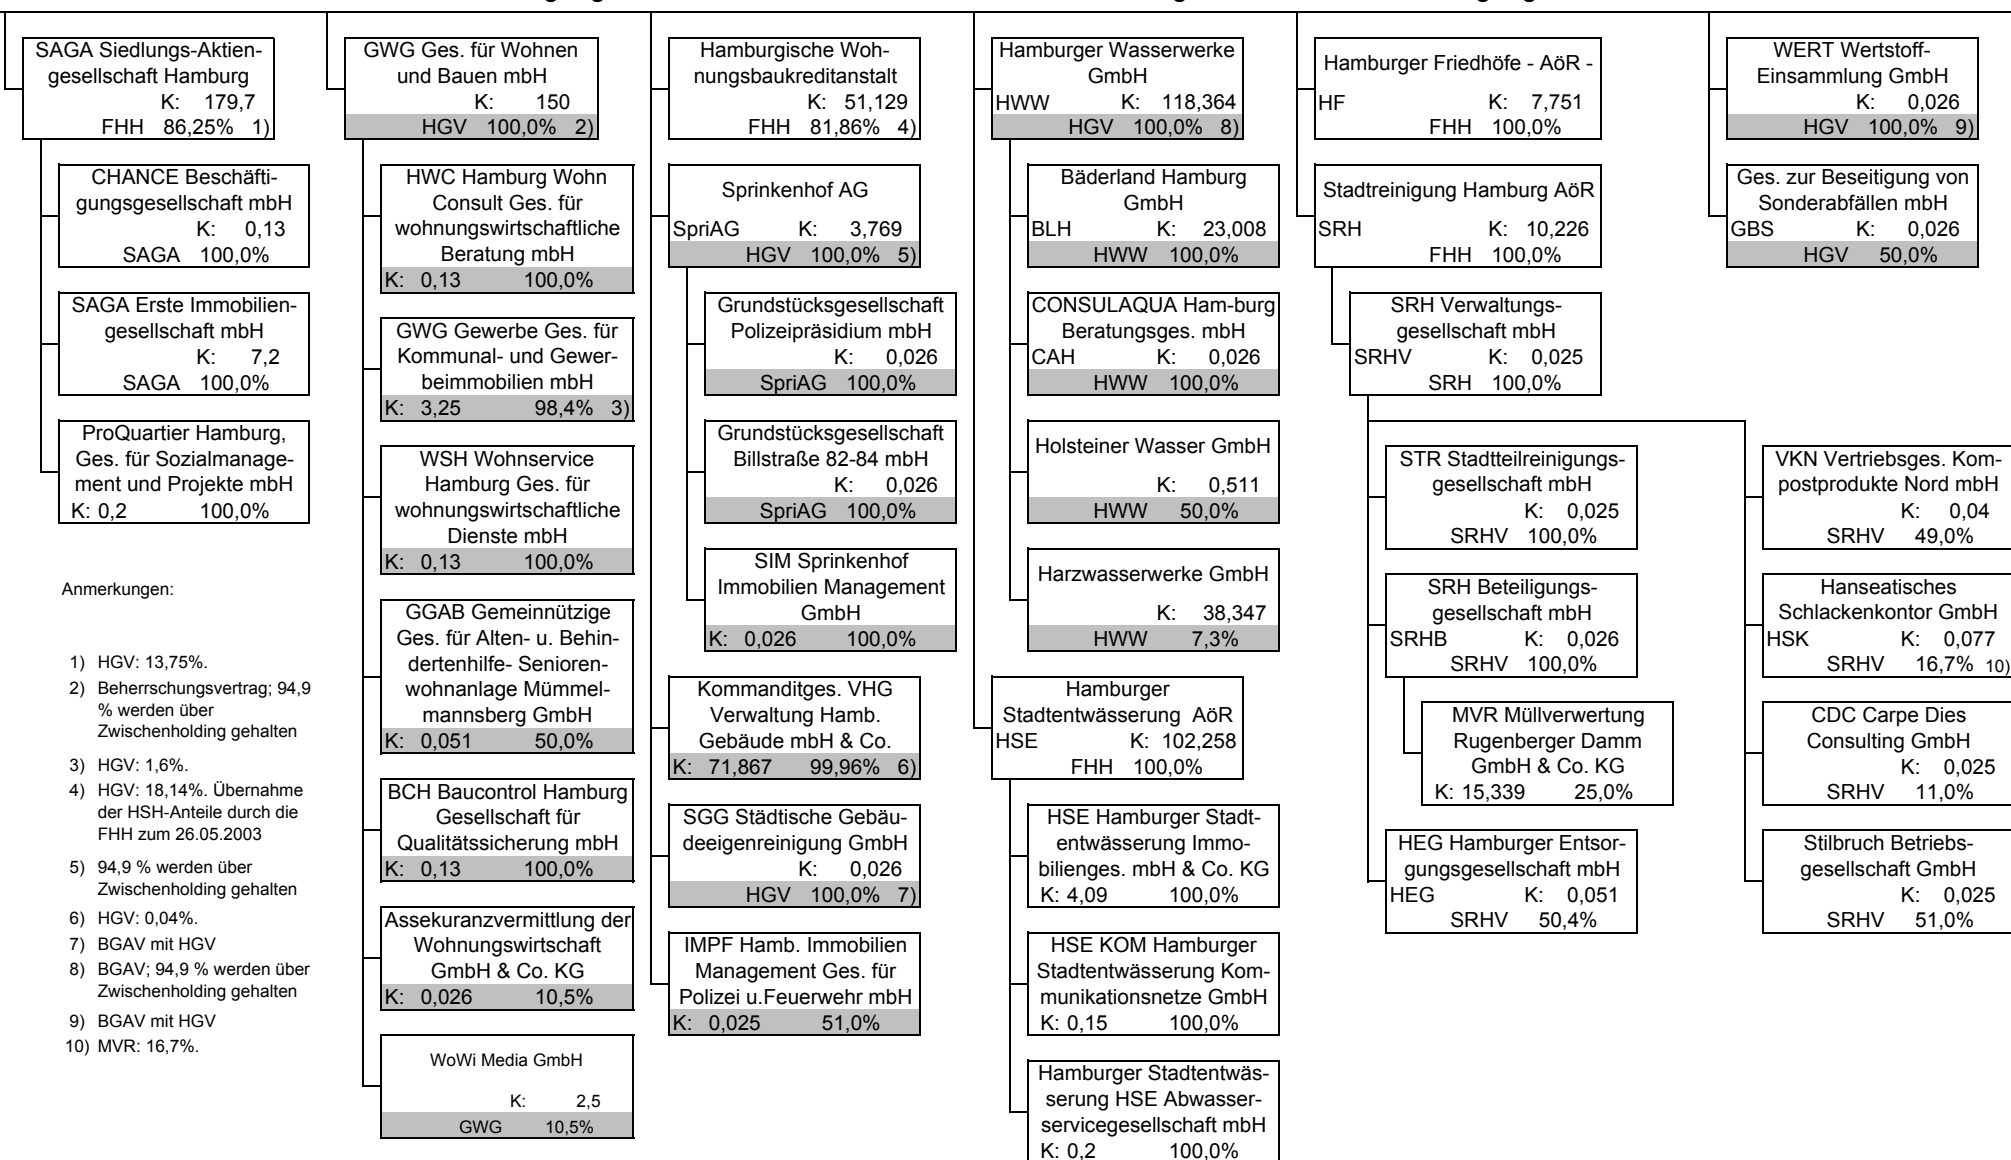 SAGA Siedlungs-Aktien-
gesellschaft Hamburg
K: 179,7
FHH 86,25% 1)
CHANCE Beschäfti-
gungsgesellschaft mbH
K: 0,13
SAGA 100,0%
SAGA Erste Immobilien-
gesellschaft mbH
K: 7,2
SAGA 100,0%
ProQuartier Hamburg,
Ges. für Sozialmanage-
ment und Projekte mbH
K: 0,2 100,0%
Anmerkungen:
1) HGV: 13,75%.
2) Beherrschungsvertrag; 94,9
% werden über
Zwischenholding gehalten
3) HGV: 1,6%.
4) HGV: 18,14%. Übernahme
der HSH-Anteile durch die
FHH zum 26.05.2003
5) 94,9 % werden über
Zwischenholding gehalten
6) HGV: 0,04%.
7) BGAV mit HGV
8) BGAV; 94,9 % werden über
Zwischenholding gehalten
9) BGAV mit HGV
10) MVR: 16,7%.
GWG Ges. für Wohnen
und Bauen mbH
K: 150
HGV 100,0% 2)
HWC Hamburg Wohn
Consult Ges. für
wohnungswirtschaftliche
Beratung mbH
K: 0,13 100,0%
GWG Gewerbe Ges. für
Kommunal- und Gewer-
beimmobilien mbH
K: 3,25 98,4% 3)
WSH Wohnservice
Hamburg Ges. für
wohnungswirtschaftliche
Dienste mbH
K: 0,13 100,0%
GGAB Gemeinnützige
Ges. für Alten- u. Behin-
dertenhilfe- Senioren-
wohnanlage Mümmel-
mannsberg GmbH
K: 0,051 50,0%
BCH Baucontrol Hamburg
Gesellschaft für
Qualitätssicherung mbH
K: 0,13 100,0%
Assekuranzvermittlung der
Wohnungswirtschaft
GmbH & Co. KG
K: 0,026 10,5%
WoWi Media GmbH
K: 2,5
GWG 10,5%
Hamburgische Woh-
nungsbaukreditanstalt
K: 51,129
FHH 81,86% 4)
Sprinkenhof AG
SpriAG K: 3,769
HGV 100,0% 5)
Grundstücksgesellschaft
Polizeipräsidium mbH
K: 0,026
SpriAG 100,0%
Grundstücksgesellschaft
Billstraße 82-84 mbH
K: 0,026
SpriAG 100,0%
SIM Sprinkenhof
Immobilien Management
GmbH
K: 0,026 100,0%
Kommanditges. VHG
Verwaltung Hamb.
Gebäude mbH & Co.
K: 71,867 99,96% 6)
SGG Städtische Gebäu-
deeigenreinigung GmbH
K: 0,026
HGV 100,0% 7)
IMPF Hamb. Immobilien
Management Ges. für
Polizei u.Feuerwehr mbH
K: 0,025 51,0%
Hamburger Wasserwerke
GmbH
HWW K: 118,364
HGV 100,0% 8)
Bäderland Hamburg
GmbH
BLH K: 23,008
HWW 100,0%
CONSULAQUA Ham-burg
Beratungsges. mbH
CAH K: 0,026
HWW 100,0%
Holsteiner Wasser GmbH
K: 0,511
HWW 50,0%
Harzwasserwerke GmbH
K: 38,347
HWW 7,3%
Hamburger
Stadtentwässerung AöR
HSE K: 102,258
FHH 100,0%
HSE Hamburger Stadt-
entwässerung Immo-
bilienges. mbH & Co. KG
K: 4,09 100,0%
HSE KOM Hamburger
Stadtentwässerung Kom-
munikationsnetze GmbH
K: 0,15 100,0%
Hamburger Stadtentwäs-
serung HSE Abwasser-
servicegesellschaft mbH
K: 0,2 100,0%
Hamburger Friedhöfe - AöR -
HF K: 7,751
FHH 100,0%
Stadtreinigung Hamburg AöR
SRH K: 10,226
FHH 100,0%
SRH Verwaltungs-
gesellschaft mbH
SRHV K: 0,025
SRH 100,0%
STR Stadtteilreinigungs-
gesellschaft mbH
K: 0,025
SRHV 100,0%
SRH Beteiligungs-
gesellschaft mbH
SRHB K: 0,026
SRHV 100,0%
MVR Müllverwertung
Rugenberger Damm
GmbH & Co. KG
K: 15,339 25,0%
HEG Hamburger Entsor-
gungsgesellschaft mbH
HEG K: 0,051
SRHV 50,4%
WERT Wertstoff-
Einsammlung GmbH
K: 0,026
HGV 100,0% 9)
Ges. zur Beseitigung von
Sonderabfällen mbH
GBS K: 0,026
HGV 50,0%
VKN Vertriebsges. Kom-
postprodukte Nord mbH
K: 0,04
SRHV 49,0%
Hanseatisches
Schlackenkontor GmbH
HSK K: 0,077
SRHV 16,7% 10)
CDC Carpe Dies
Consulting GmbH
K: 0,025
SRHV 11,0%
Stilbruch Betriebs-
gesellschaft GmbH
K: 0,025
SRHV 51,0%